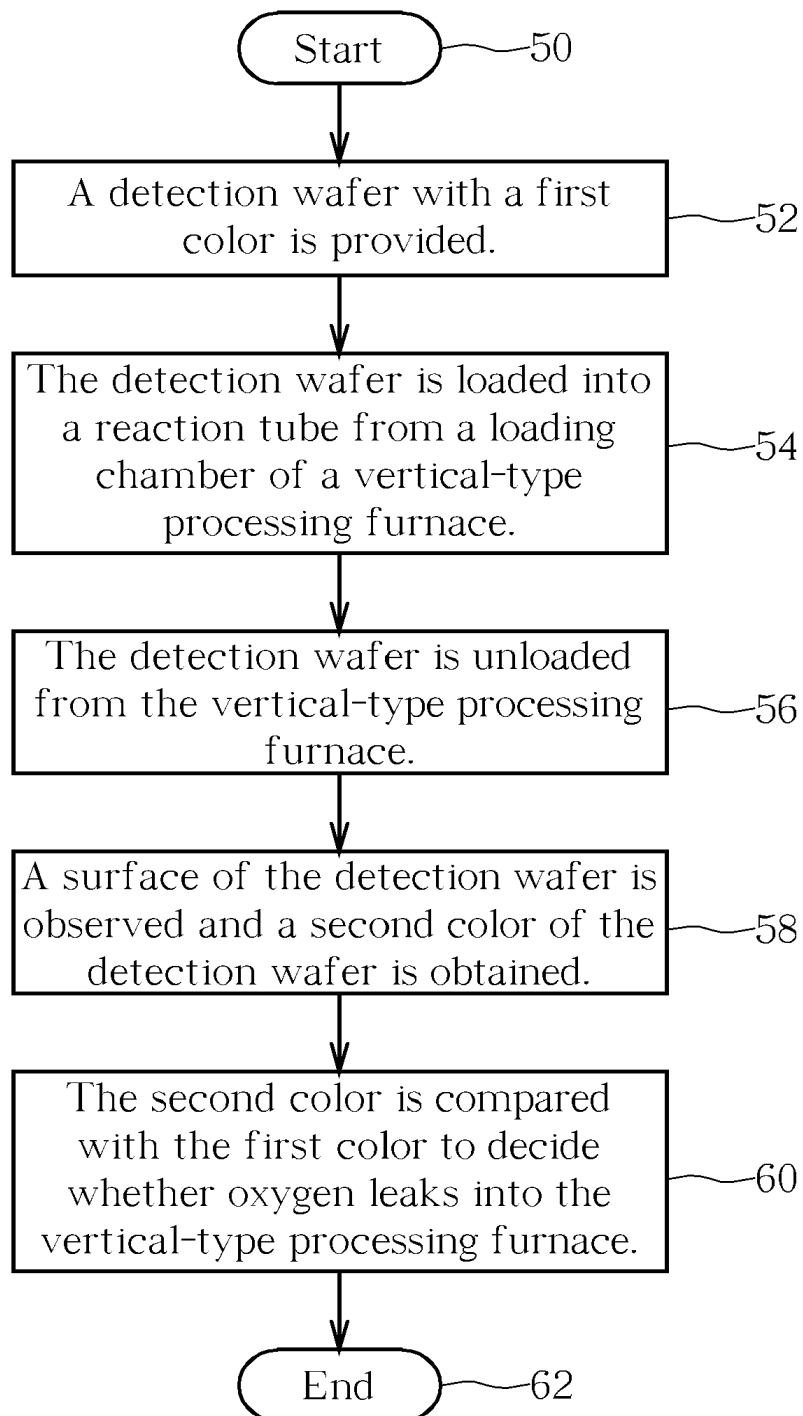 Start
50
A detection wafer with a first
color is provided.
52
The detection wafer is loaded into
a reaction tube from a loading
chamber of a vertical-type
processing furnace.
54
The detection wafer is unloaded
from the vertical-type processing
furnace.
56
A surface of the detection wafer is
observed and a second color of the
detection wafer is obtained.
58
The second color is compared
with the first color to decide
whether oxygen leaks into the
vertical-type processing furnace.
60
End
62